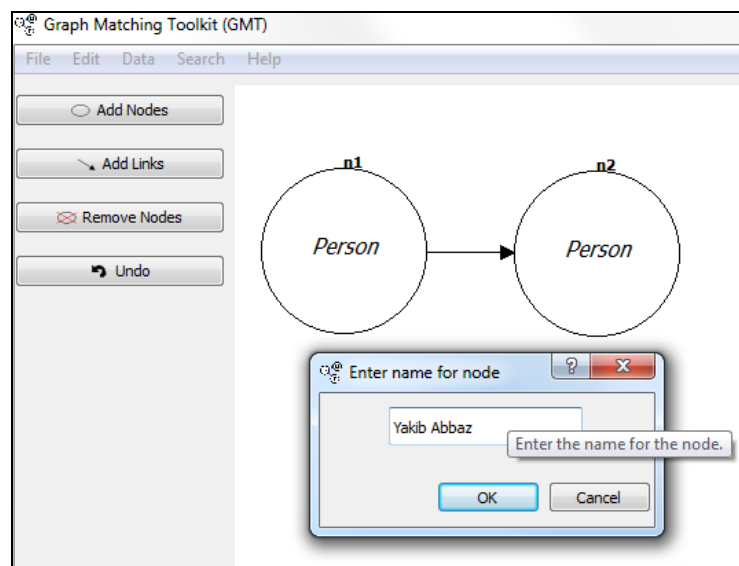 Graph Matching Toolkit (GMT)
File Edit Data Search Help
Add Nodes
Add Links
Remove Nodes
Undo
n1
n2
Person
Person
Enter name for node
Yakib Abbaz
Enter the name for the node.
OK Cancel